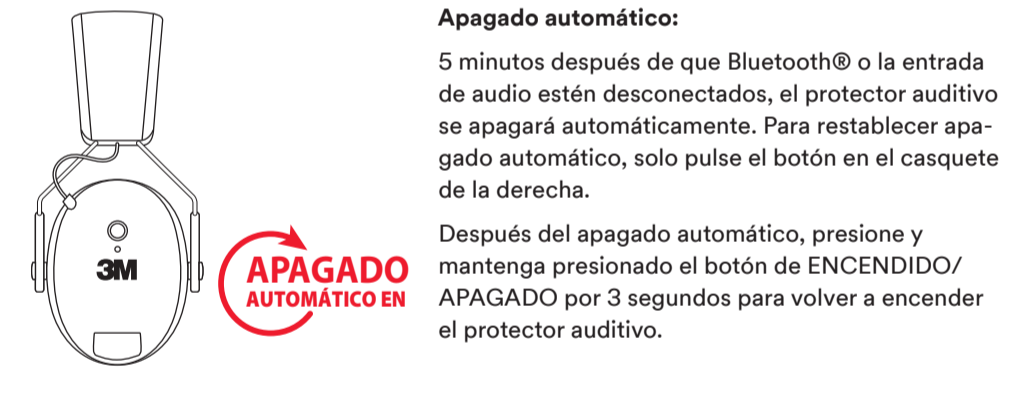 Apagado automático:
5 minutos después de que Bluetooth® o la entrada
de audio estén desconectados, el protector auditivo
se apagará automáticamente. Para restablecer apa-
gado automático, solo pulse el botón en el casquete
de la derecha.
Después del apagado automático, presione y
mantenga presionado el botón de ENCENDIDO/
APAGADO por 3 segundos para volver a encender
el protector auditivo.
3M
APAGADO
AUTOMÁTICO EN